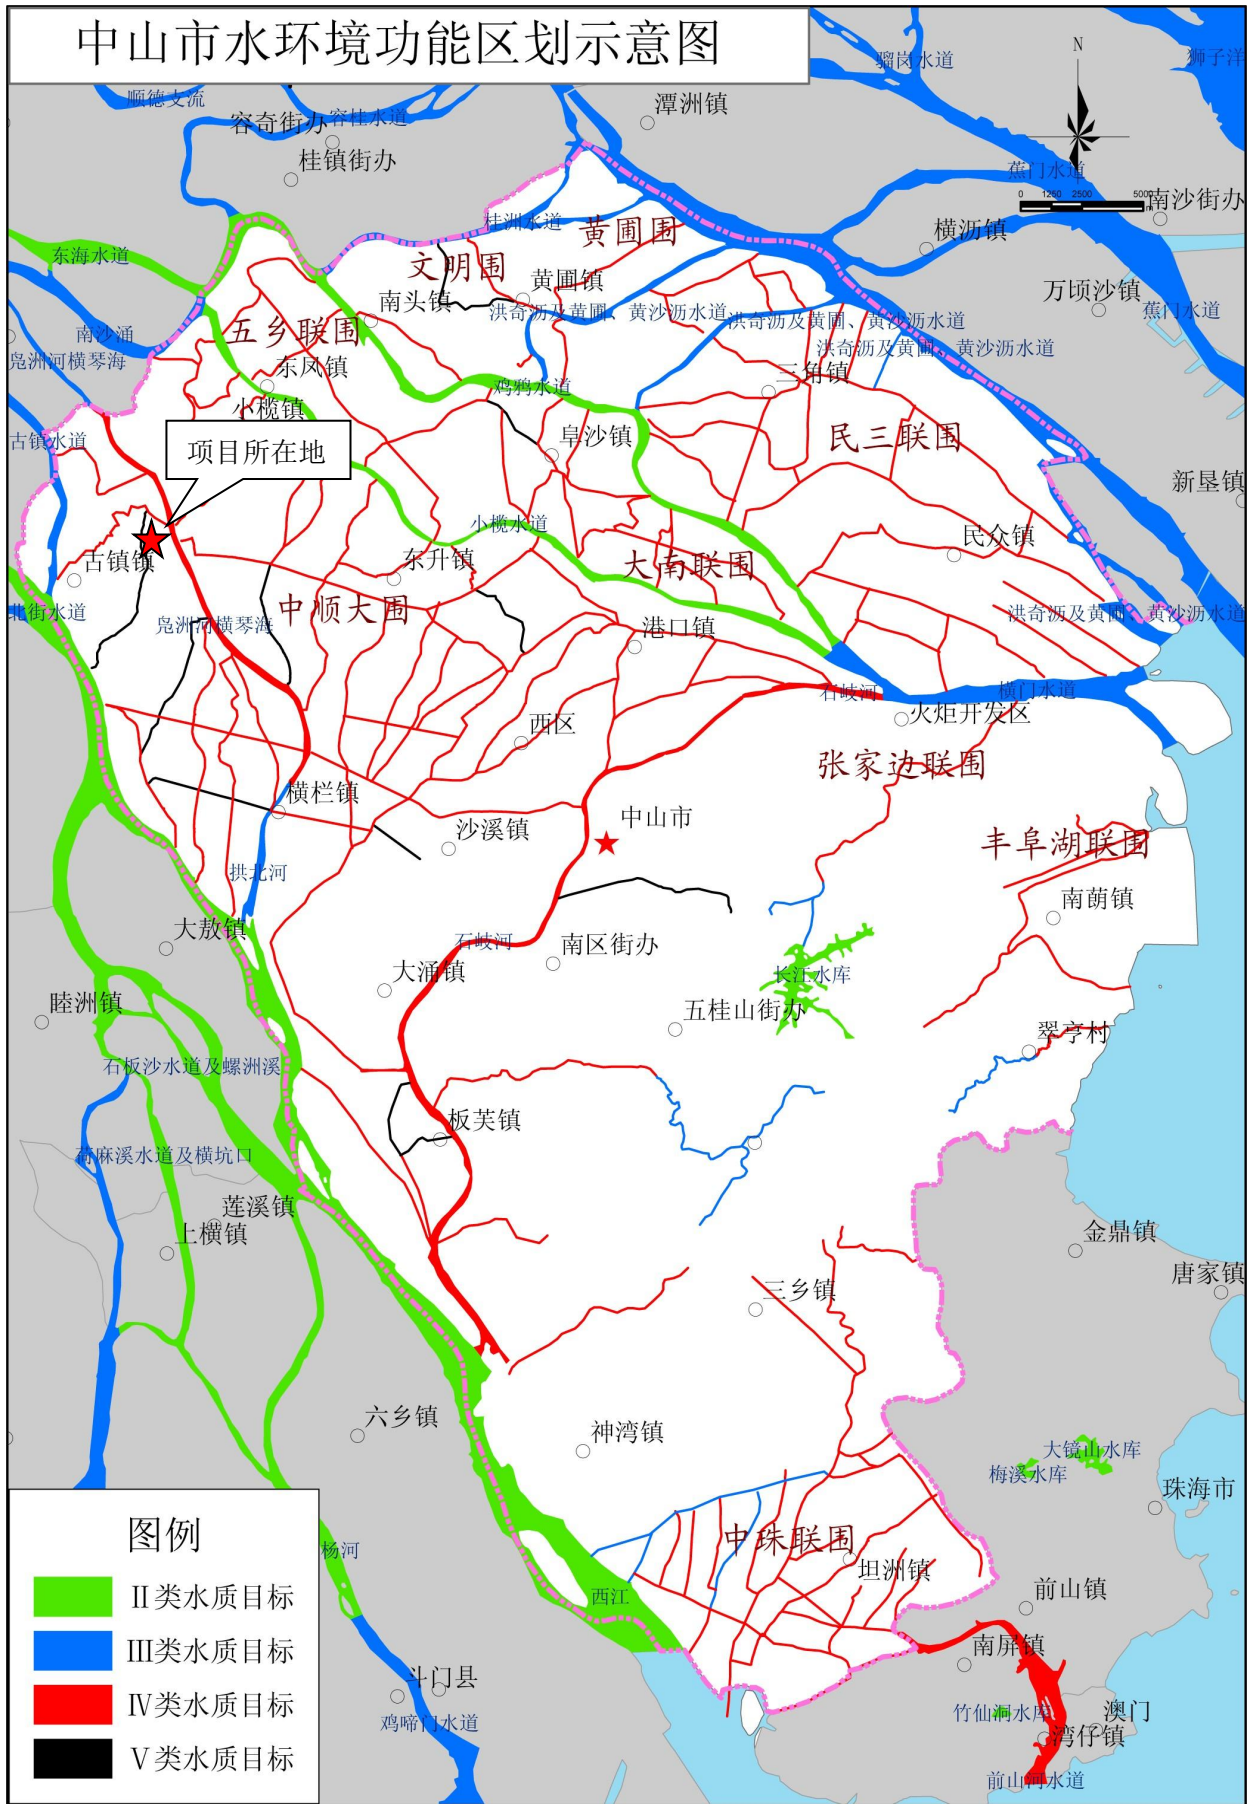 中山市水环境功能区划示意图
骝岗水道
狮子洋
N
顺德支流
容桂水道
容奇街办
潭洲镇
桂镇街办
蕉门水道
0 1250 2500 5000
南沙街办
桂洲水道
黄圃围
横沥镇
东海水道
文明围
黄圃镇
万顷沙镇
南头镇
洪奇沥及黄圃、黄沙沥水道
洪奇沥及黄圃、黄沙沥水道
蕉门水道
南沙涌
五乡联围
洪奇沥及黄圃、黄沙沥水道
凫洲河横琴海
东凤镇
鸡鸦水道
三角镇
小榄镇
古镇水道
项目所在地
阜沙镇
民三联围
新垦镇
小榄水道
民众镇
古镇镇
东升镇
大南联围
北街水道
凫洲河横琴海
中顺大围
港口镇
洪奇沥及黄圃、黄沙沥水道
石岐河
横门水道
西区
火炬开发区
张家边联围
横栏镇
沙溪镇
中山市
丰阜湖联围
拱北河
南蓢镇
大敖镇
石岐河
南区街办
大涌镇
长江水库
睦洲镇
五桂山街办
翠亨村
石板沙水道及螺洲溪
板芙镇
荷麻溪水道及横坑口
莲溪镇
上横镇
金鼎镇
三乡镇
唐家镇
六乡镇
神湾镇
大镜山水库
梅溪水库
珠海市
图例
杨河
中珠联围
坦洲镇
Ⅱ类水质目标
西江
前山镇
Ⅲ类水质目标
南屏镇
斗门县
Ⅳ类水质目标
鸡啼门水道
竹仙洞水库
澳门
湾仔镇
Ⅴ类水质目标
前山河水道